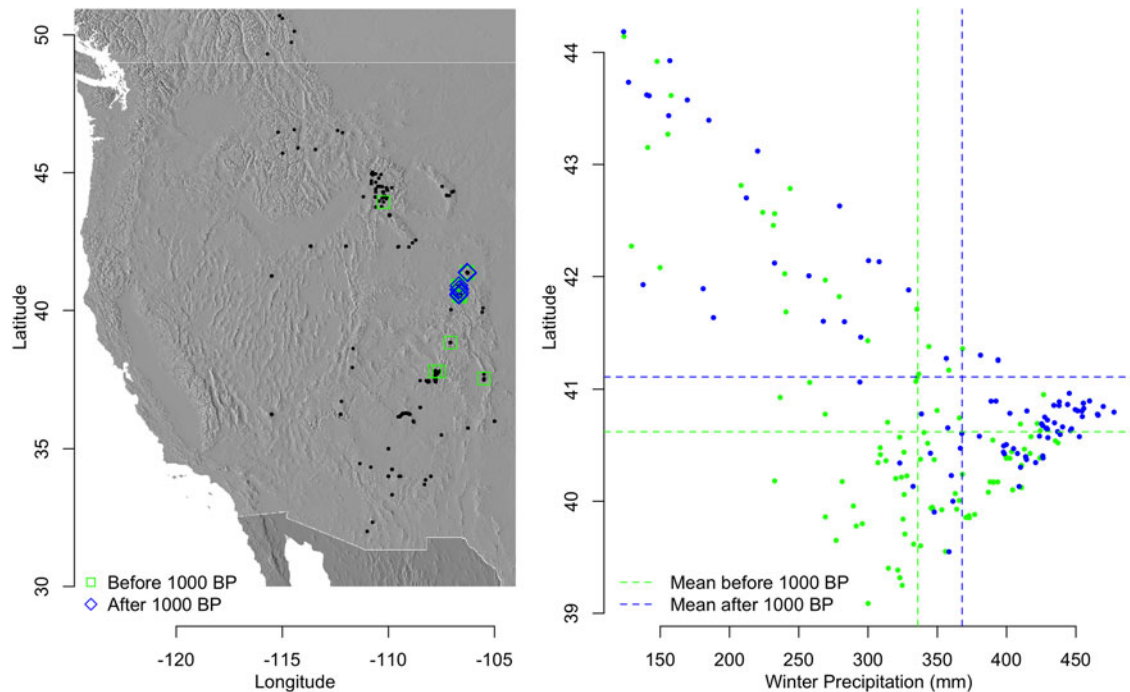 50
45
40
35
30
Latitude
Before 1000 BP
After 1000 BP
-120
-115
-110
-105
Longitude
44
43
42
41
40
39
Latitude
Mean before 1000 BP
Mean after 1000 BP
150
200
250
300
350
400
450
Winter Precipitation (mm)